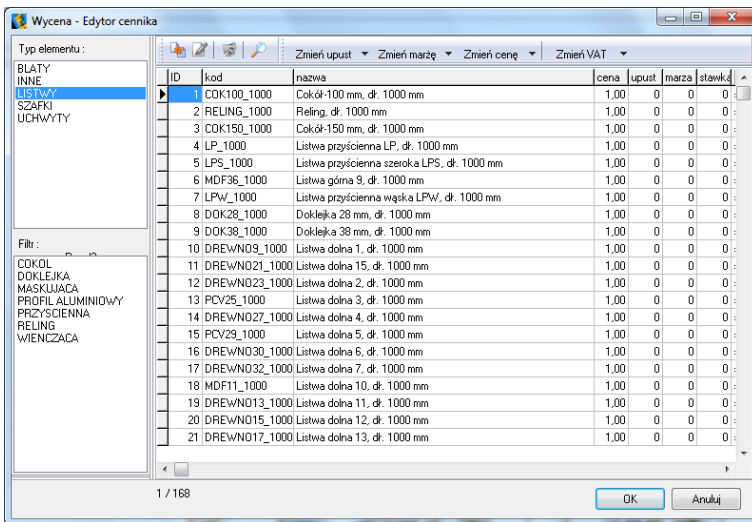 Wycena - Edytor cennika
Typ elementu :
BLATY
INNE
LISTWY
SZAFKI
UCHWYTY
Filtr :
COKOL
DOKLEJKA
MASKUJACA
PROFIL ALUMINIOWY
PRZYSCIENNA
RELING
WIENCZACA
Zmień upust Zmień marżę Zmień cenę Zmień VAT
ID kod nazwa cena upust marza stawka
1 COK100_1000 Cokół-100 mm, dł. 1000 mm 1,00 0 0 0
2 RELING_1000 Reling, dł. 1000 mm 1,00 0 0 0
3 COK150_1000 Cokół-150 mm, dł. 1000 mm 1,00 0 0 0
4 LP_1000 Listwa przyścienna LP, dł. 1000 mm 1,00 0 0 0
5 LPS_1000 Listwa przyścienna szeroka LPS, dł. 1000 mm 1,00 0 0 0
6 MDF36_1000 Listwa górna 9, dł. 1000 mm 1,00 0 0 0
7 LPW_1000 Listwa przyścienna wąska LPW, dł. 1000 mm 1,00 0 0 0
8 DOK28_1000 Doklejka 28 mm, dł. 1000 mm 1,00 0 0 0
9 DOK38_1000 Doklejka 38 mm, dł. 1000 mm 1,00 0 0 0
10 DREWNO9_1000 Listwa dolna 1, dł. 1000 mm 1,00 0 0 0
11 DREWNO21_1000 Listwa dolna 15, dł. 1000 mm 1,00 0 0 0
12 DREWNO23_1000 Listwa dolna 2, dł. 1000 mm 1,00 0 0 0
13 PCV25_1000 Listwa dolna 3, dł. 1000 mm 1,00 0 0 0
14 DREWNO27_1000 Listwa dolna 4, dł. 1000 mm 1,00 0 0 0
15 PCV29_1000 Listwa dolna 5, dł. 1000 mm 1,00 0 0 0
16 DREWNO30_1000 Listwa dolna 6, dł. 1000 mm 1,00 0 0 0
17 DREWNO32_1000 Listwa dolna 7, dł. 1000 mm 1,00 0 0 0
18 MDF11_1000 Listwa dolna 10, dł. 1000 mm 1,00 0 0 0
19 DREWNO13_1000 Listwa dolna 11, dł. 1000 mm 1,00 0 0 0
20 DREWNO15_1000 Listwa dolna 12, dł. 1000 mm 1,00 0 0 0
21 DREWNO17_1000 Listwa dolna 13, dł. 1000 mm 1,00 0 0 0
1 / 168
OK
Anuluj